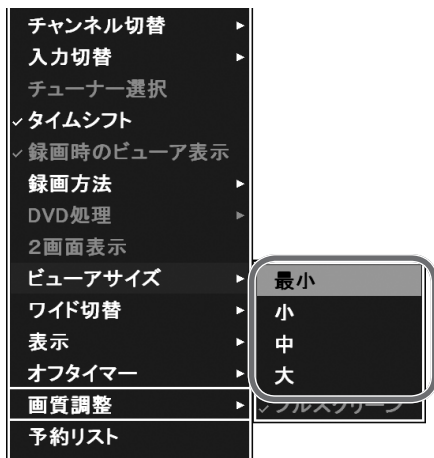 チャンネル切替
入力切替
チューナー選択
タイムシフト
録画時のビューア表示
録画方法
DVD処理
2画面表示
ビューアサイズ
ワイド切替
表示
オフタイマー
画質調整
予約リスト
最小
小
中
大
フルスクリーン